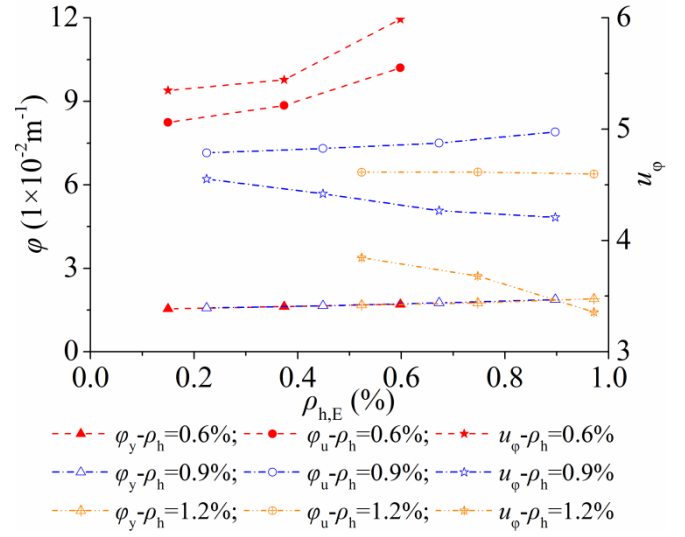 12
9
6
3
0
φ (1×10⁻²m⁻¹)
6
5
4
3
u_φ
0.0 0.2 0.4 0.6 0.8 1.0
ρ_h,E (%)
φ_y-ρ_h=0.6%; φ_u-ρ_h=0.6%; u_φ-ρ_h=0.6%
φ_y-ρ_h=0.9%; φ_u-ρ_h=0.9%; u_φ-ρ_h=0.9%
φ_y-ρ_h=1.2%; φ_u-ρ_h=1.2%; u_φ-ρ_h=1.2%